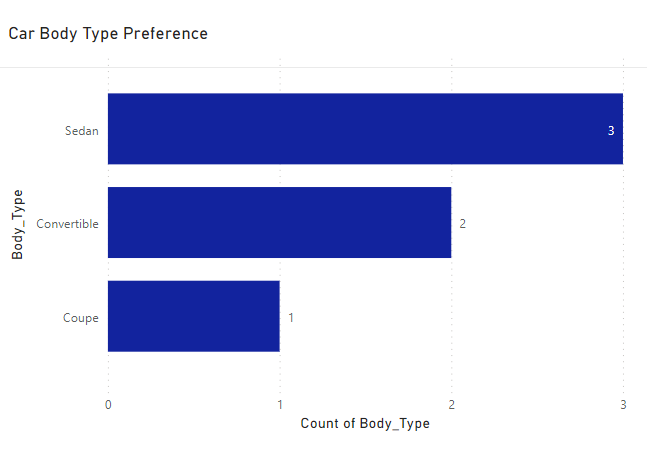 Car Body Type Preference
Body_Type
Sedan
3
Convertible
2
Coupe
1
0 1 2 3
Count of Body_Type